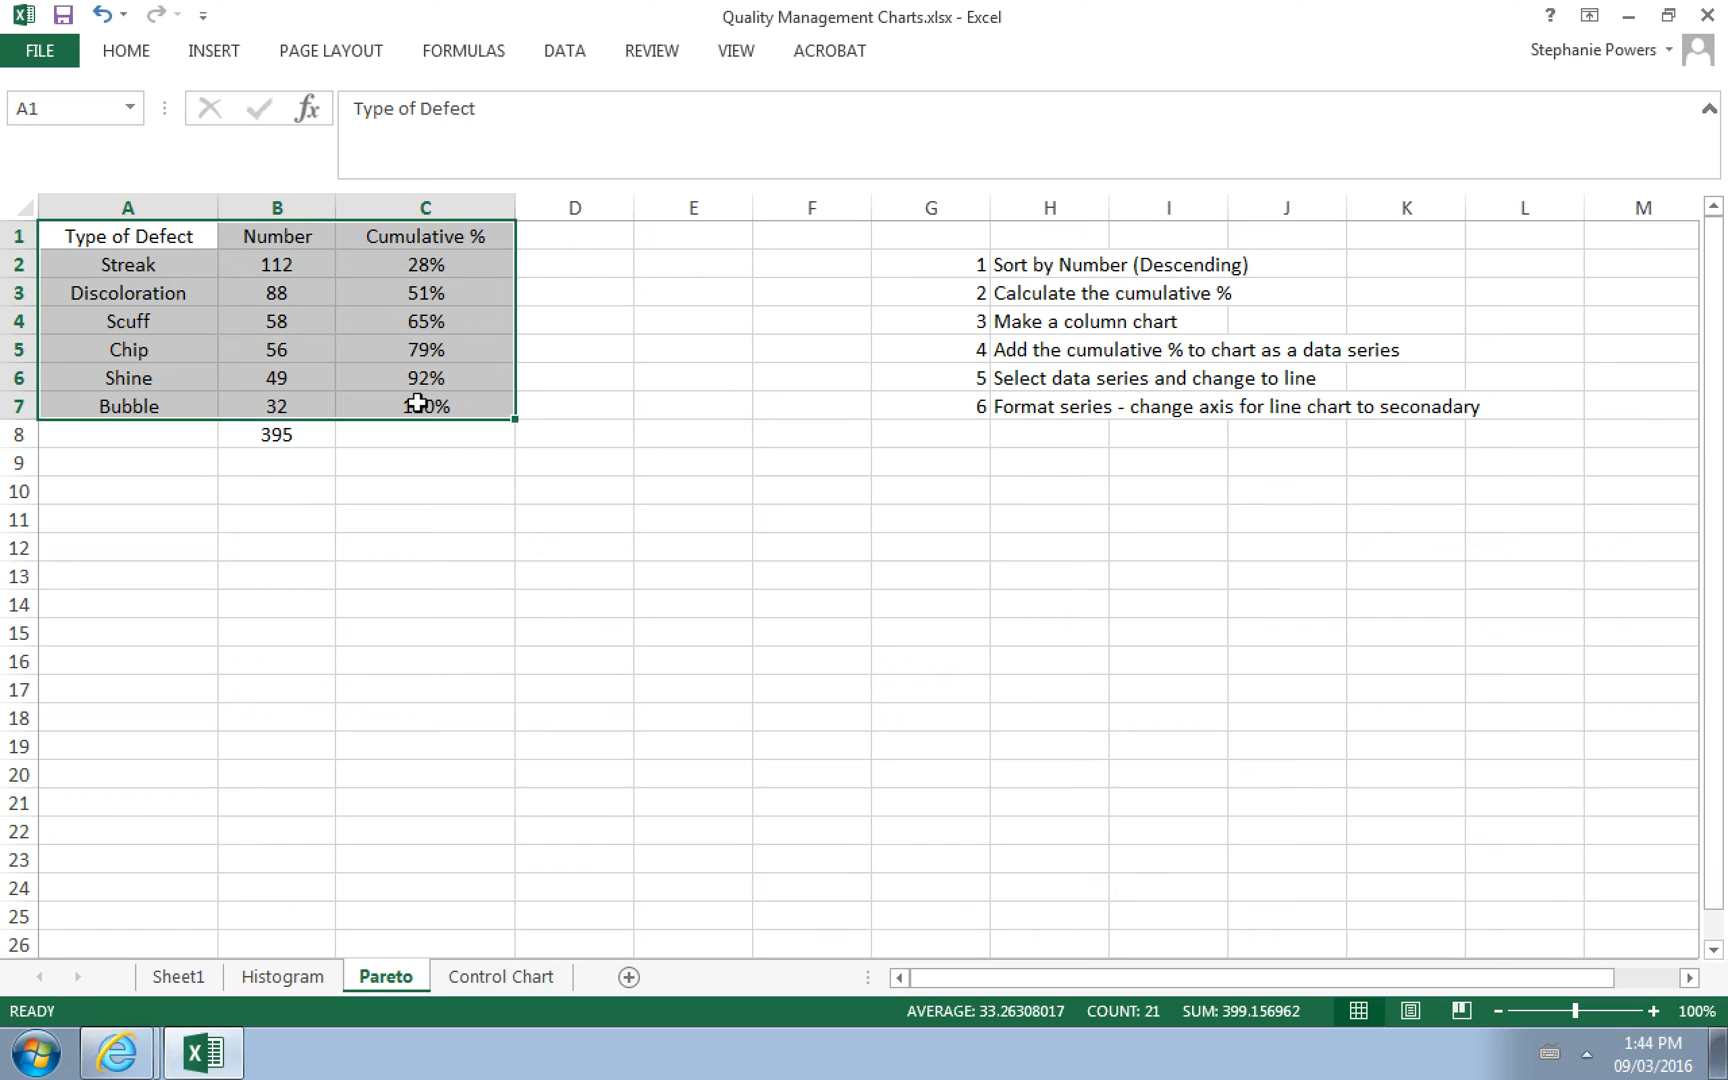 Quality Management Charts.xlsx - Excel
FILE HOME INSERT PAGE LAYOUT FORMULAS DATA REVIEW VIEW ACROBAT Stephanie Powers
A1 fx Type of Defect
A B C D E F G H I J K L M
1 Type of Defect Number Cumulative %
2 Streak 112 28% 1 Sort by Number (Descending)
3 Discoloration 88 51% 2 Calculate the cumulative %
4 Scuff 58 65% 3 Make a column chart
5 Chip 56 79% 4 Add the cumulative % to chart as a data series
6 Shine 49 92% 5 Select data series and change to line
7 Bubble 32 6 Format series - change axis for line chart to seconadary
8 395
9
10
11
12
13
14
15
16
17
18
19
20
21
22
23
24
25
26
Sheet1 Histogram Pareto Control Chart
READY AVERAGE: 33.26308017 COUNT: 21 SUM: 399.156962 100%
1:44 PM
09/03/2016